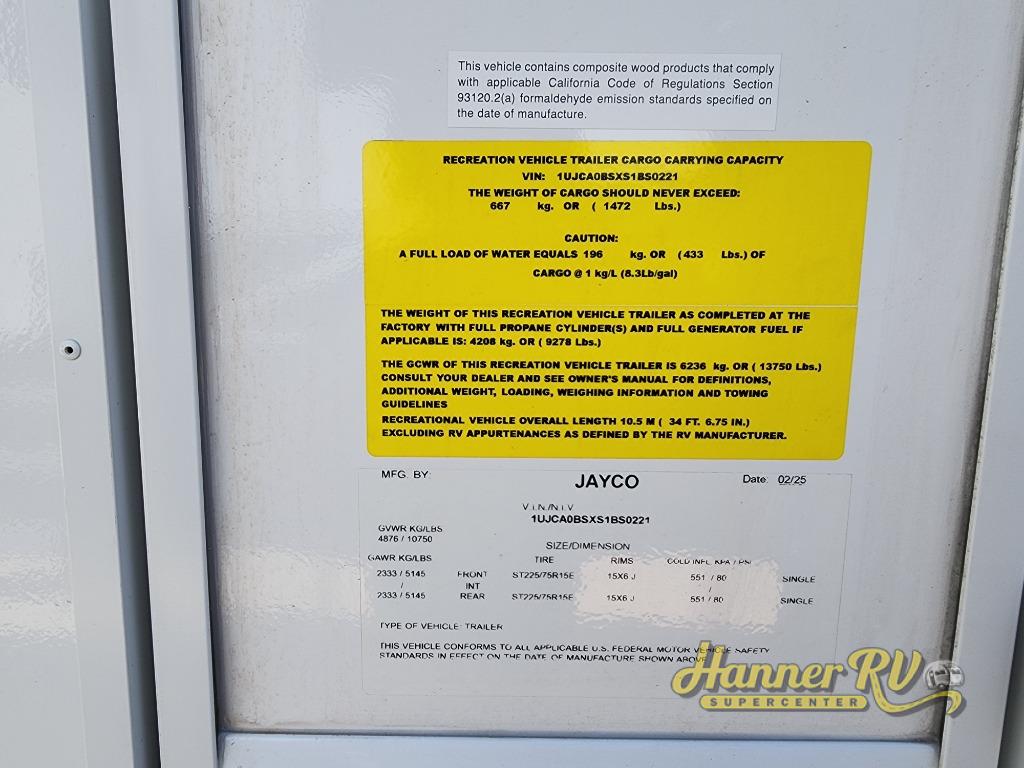 This vehicle contains composite wood products that comply
with applicable California Code of Regulations Section
93120.2(a) formaldehyde emission standards specified on
the date of manufacture.
RECREATION VEHICLE TRAILER CARGO CARRYING CAPACITY
VIN: 1UJCA0BSXS1BS0221
THE WEIGHT OF CARGO SHOULD NEVER EXCEED:
667 kg. OR ( 1472 Lbs.)
CAUTION:
A FULL LOAD OF WATER EQUALS 196 kg. OR (433 Lbs.) OF
CARGO @ 1 kg/L (8.3Lb/gal)
THE WEIGHT OF THIS RECREATION VEHICLE TRAILER AS COMPLETED AT THE
FACTORY WITH FULL PROPANE CYLINDER(S) AND FULL GENERATOR FUEL IF
APPLICABLE IS: 4208 kg. OR ( 9278 Lbs.)
THE GCWR OF THIS RECREATION VEHICLE TRAILER IS 6236 kg. OR ( 13750 Lbs.)
CONSULT YOUR DEALER AND SEE OWNER'S MANUAL FOR DEFINITIONS,
ADDITIONAL WEIGHT, LOADING, WEIGHING INFORMATION AND TOWING
GUIDELINES
RECREATIONAL VEHICLE OVERALL LENGTH 10.5 M ( 34 FT. 6.75 IN.)
EXCLUDING RV APPURTENANCES AS DEFINED BY THE RV MANUFACTURER.
MFG. BY: JAYCO Date: 02/25
V.I.N./N.I.V
1UJCA0BSXS1BS0221
GVWR KG/LBS
4876 / 10750
SIZE/DIMENSION
GAWR KG/LBS TIRE RIMS COLD INFL. KPA / PSI
2333 / 5145 FRONT ST225/75R15E 15X6 J 551 / 80 SINGLE
INT /
2333 / 5145 REAR ST225/75R15E 15X6 J 551 / 80 SINGLE
TYPE OF VEHICLE: TRAILER
THIS VEHICLE CONFORMS TO ALL APPLICABLE U.S. FEDERAL MOTOR VEHICLE SAFETY
STANDARDS IN EFFECT ON THE DATE OF MANUFACTURE SHOWN ABOVE
Hanner RV
SUPERCENTER